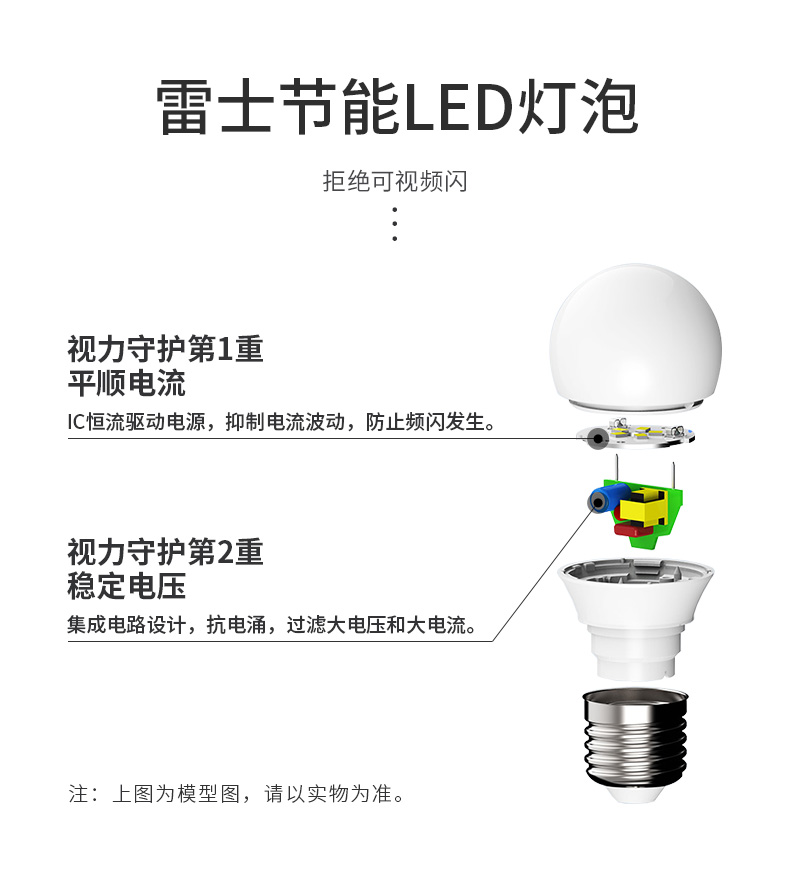 雷士节能LED灯泡
拒绝可视频闪
视力守护第1重
平顺电流
IC恒流驱动电源，抑制电流波动，防止频闪发生。
视力守护第2重
稳定电压
集成电路设计，抗电涌，过滤大电压和大电流。
注：上图为模型图，请以实物为准。